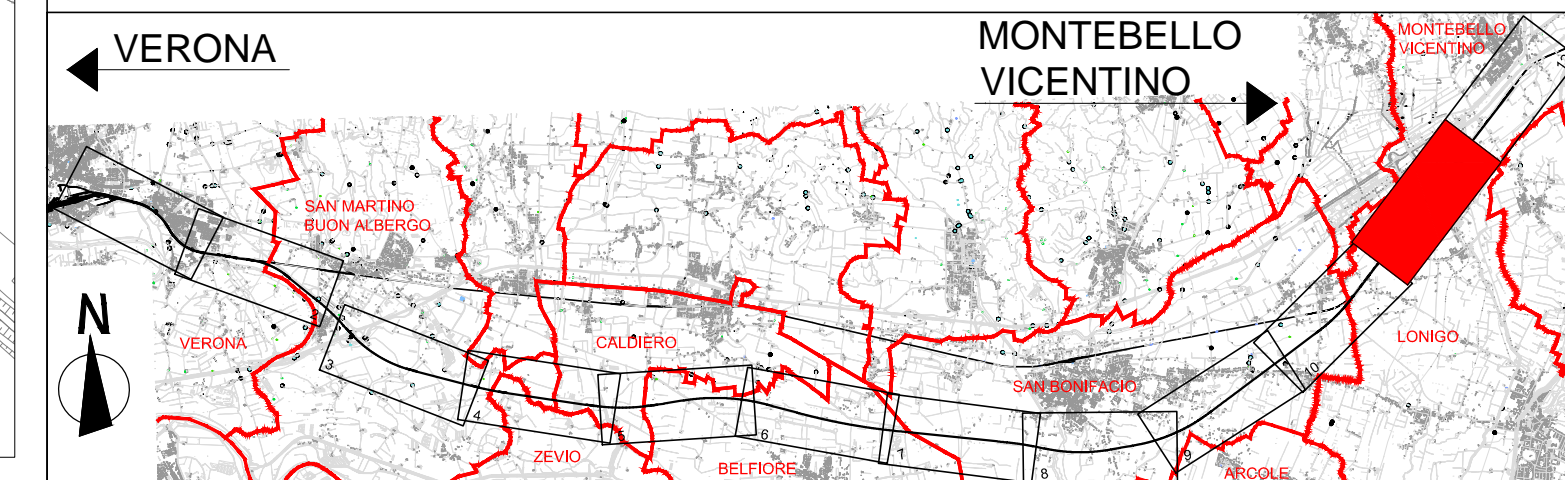 VERONA
MONTEBELLO
VICENTINO
MONTEBELLO
VICENTINO
12
SAN MARTINO
BUON ALBERGO
N
VERONA
CALDIERO
LONIGO
SAN BONIFACIO
3
4
5
6
7
8
9
10
ZEVIO
BELFIORE
ARCOLE